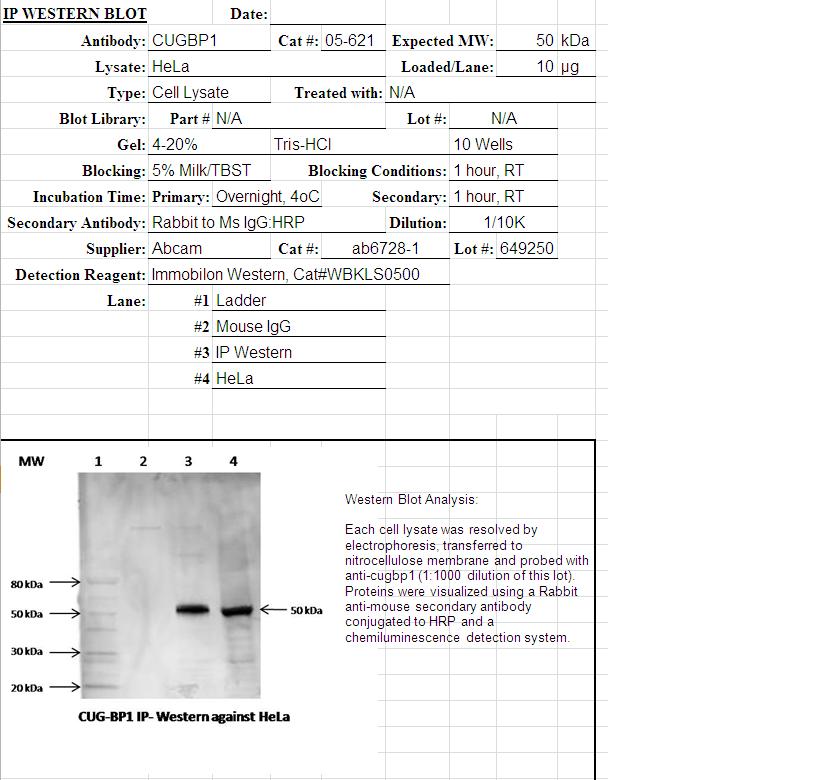 IP WESTERN BLOT Date:
Antibody: CUGBP1 Cat #: 05-621 Expected MW: 50 kDa
Lysate: HeLa Loaded/Lane: 10 µg
Type: Cell Lysate Treated with: N/A
Blot Library: Part # N/A Lot #: N/A
Gel: 4-20% Tris-HCl 10 Wells
Blocking: 5% Milk/TBST Blocking Conditions: 1 hour, RT
Incubation Time: Primary: Overnight, 4oC Secondary: 1 hour, RT
Secondary Antibody: Rabbit to Ms IgG:HRP Dilution: 1/10K
Supplier: Abcam Cat #: ab6728-1 Lot #: 649250
Detection Reagent: Immobilon Western, Cat#WBKLS0500
Lane: #1 Ladder
#2 Mouse IgG
#3 IP Western
#4 HeLa
MW 1 2 3 4
80 kDa
50 kDa
30 kDa
20 kDa
50 kDa
CUG-BP1 IP- Western against HeLa
Western Blot Analysis:
Each cell lysate was resolved by
electrophoresis, transferred to
nitrocellulose membrane and probed with
anti-cugbp1 (1:1000 dilution of this lot).
Proteins were visualized using a Rabbit
anti-mouse secondary antibody
conjugated to HRP and a
chemiluminescence detection system.